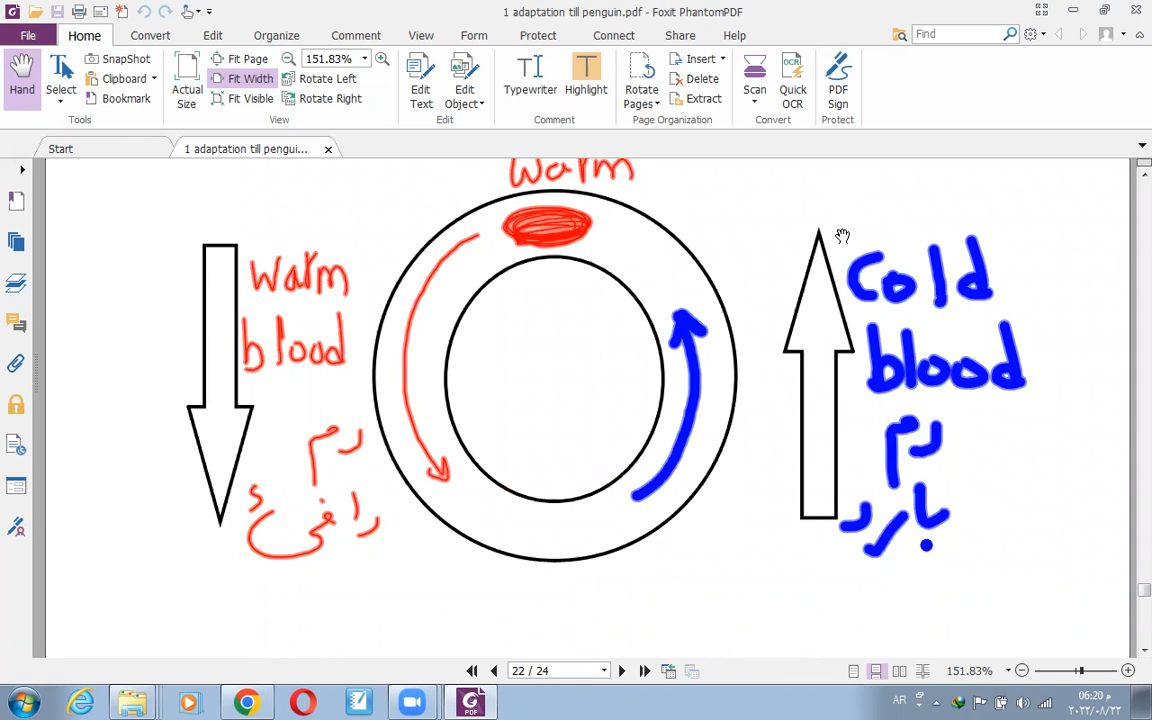 1 adaptation till penguin.pdf - Foxit PhantomPDF
File Home Convert Edit Organize Comment View Form Protect Connect Share Help Find
Hand
Select
SnapShot
Clipboard
Bookmark
Tools
Actual Size
Fit Page
Fit Width
Fit Visible
151.83%
Rotate Left
Rotate Right
View
Edit Text
Edit Object
Edit
Typewriter
Highlight
Comment
Rotate Pages
Insert
Delete
Extract
Page Organization
Scan
Quick OCR
Convert
PDF Sign
Protect
Start
1 adaptation till pengui...
Warm
Warm
blood
دم
دافئ
Cold
blood
دم
بارد
22 / 24
151.83%
PDF
AR
06:20 م
٢٠٢٢/٠٨/٢٢